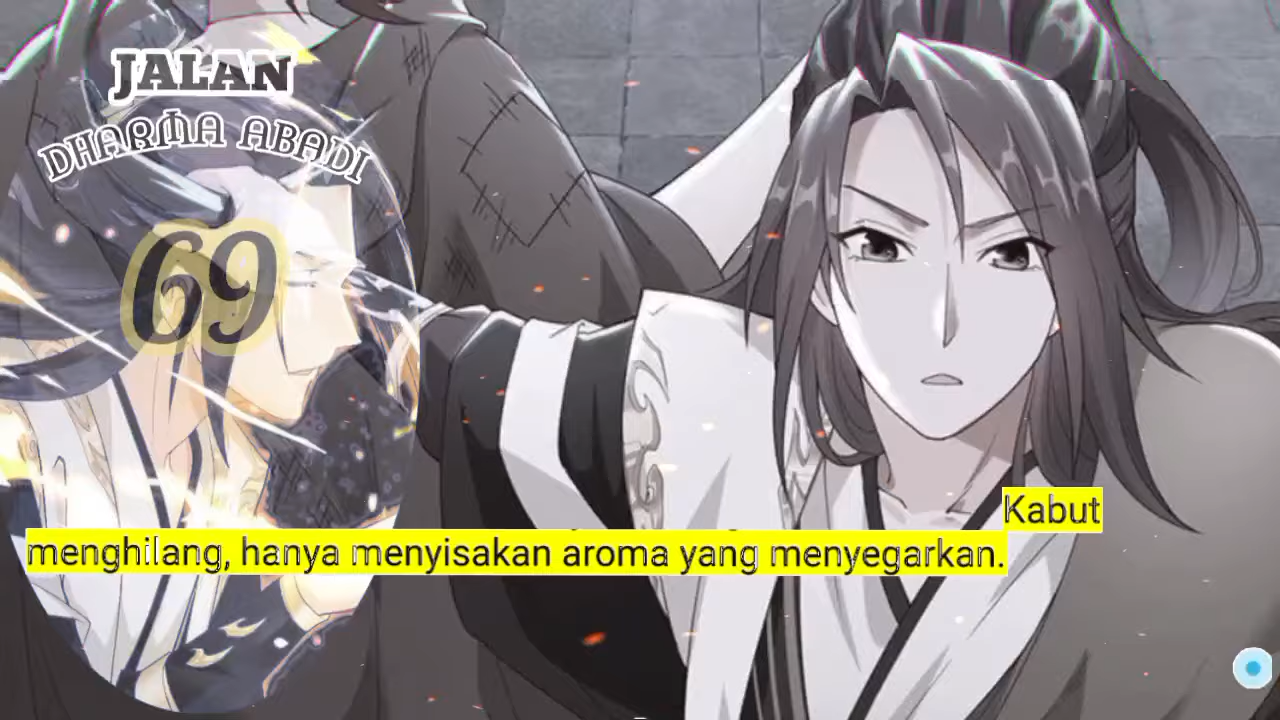 JALAN
DHARMA ABADI
69
Kabut
menghilang, hanya menyisakan aroma yang menyegarkan.